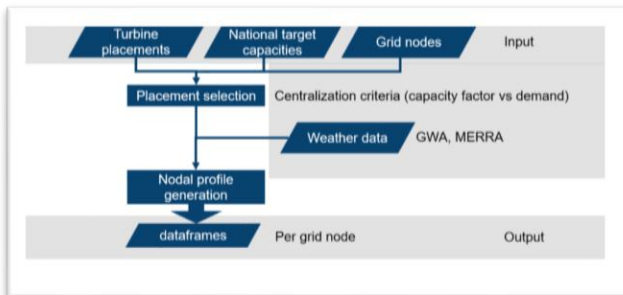 Turbine
placements
National target
capacities
Grid nodes
Input
Placement selection
Centralization criteria (capacity factor vs demand)
Weather data
GWA, MERRA
Nodal profile
generation
dataframes
Per grid node
Output